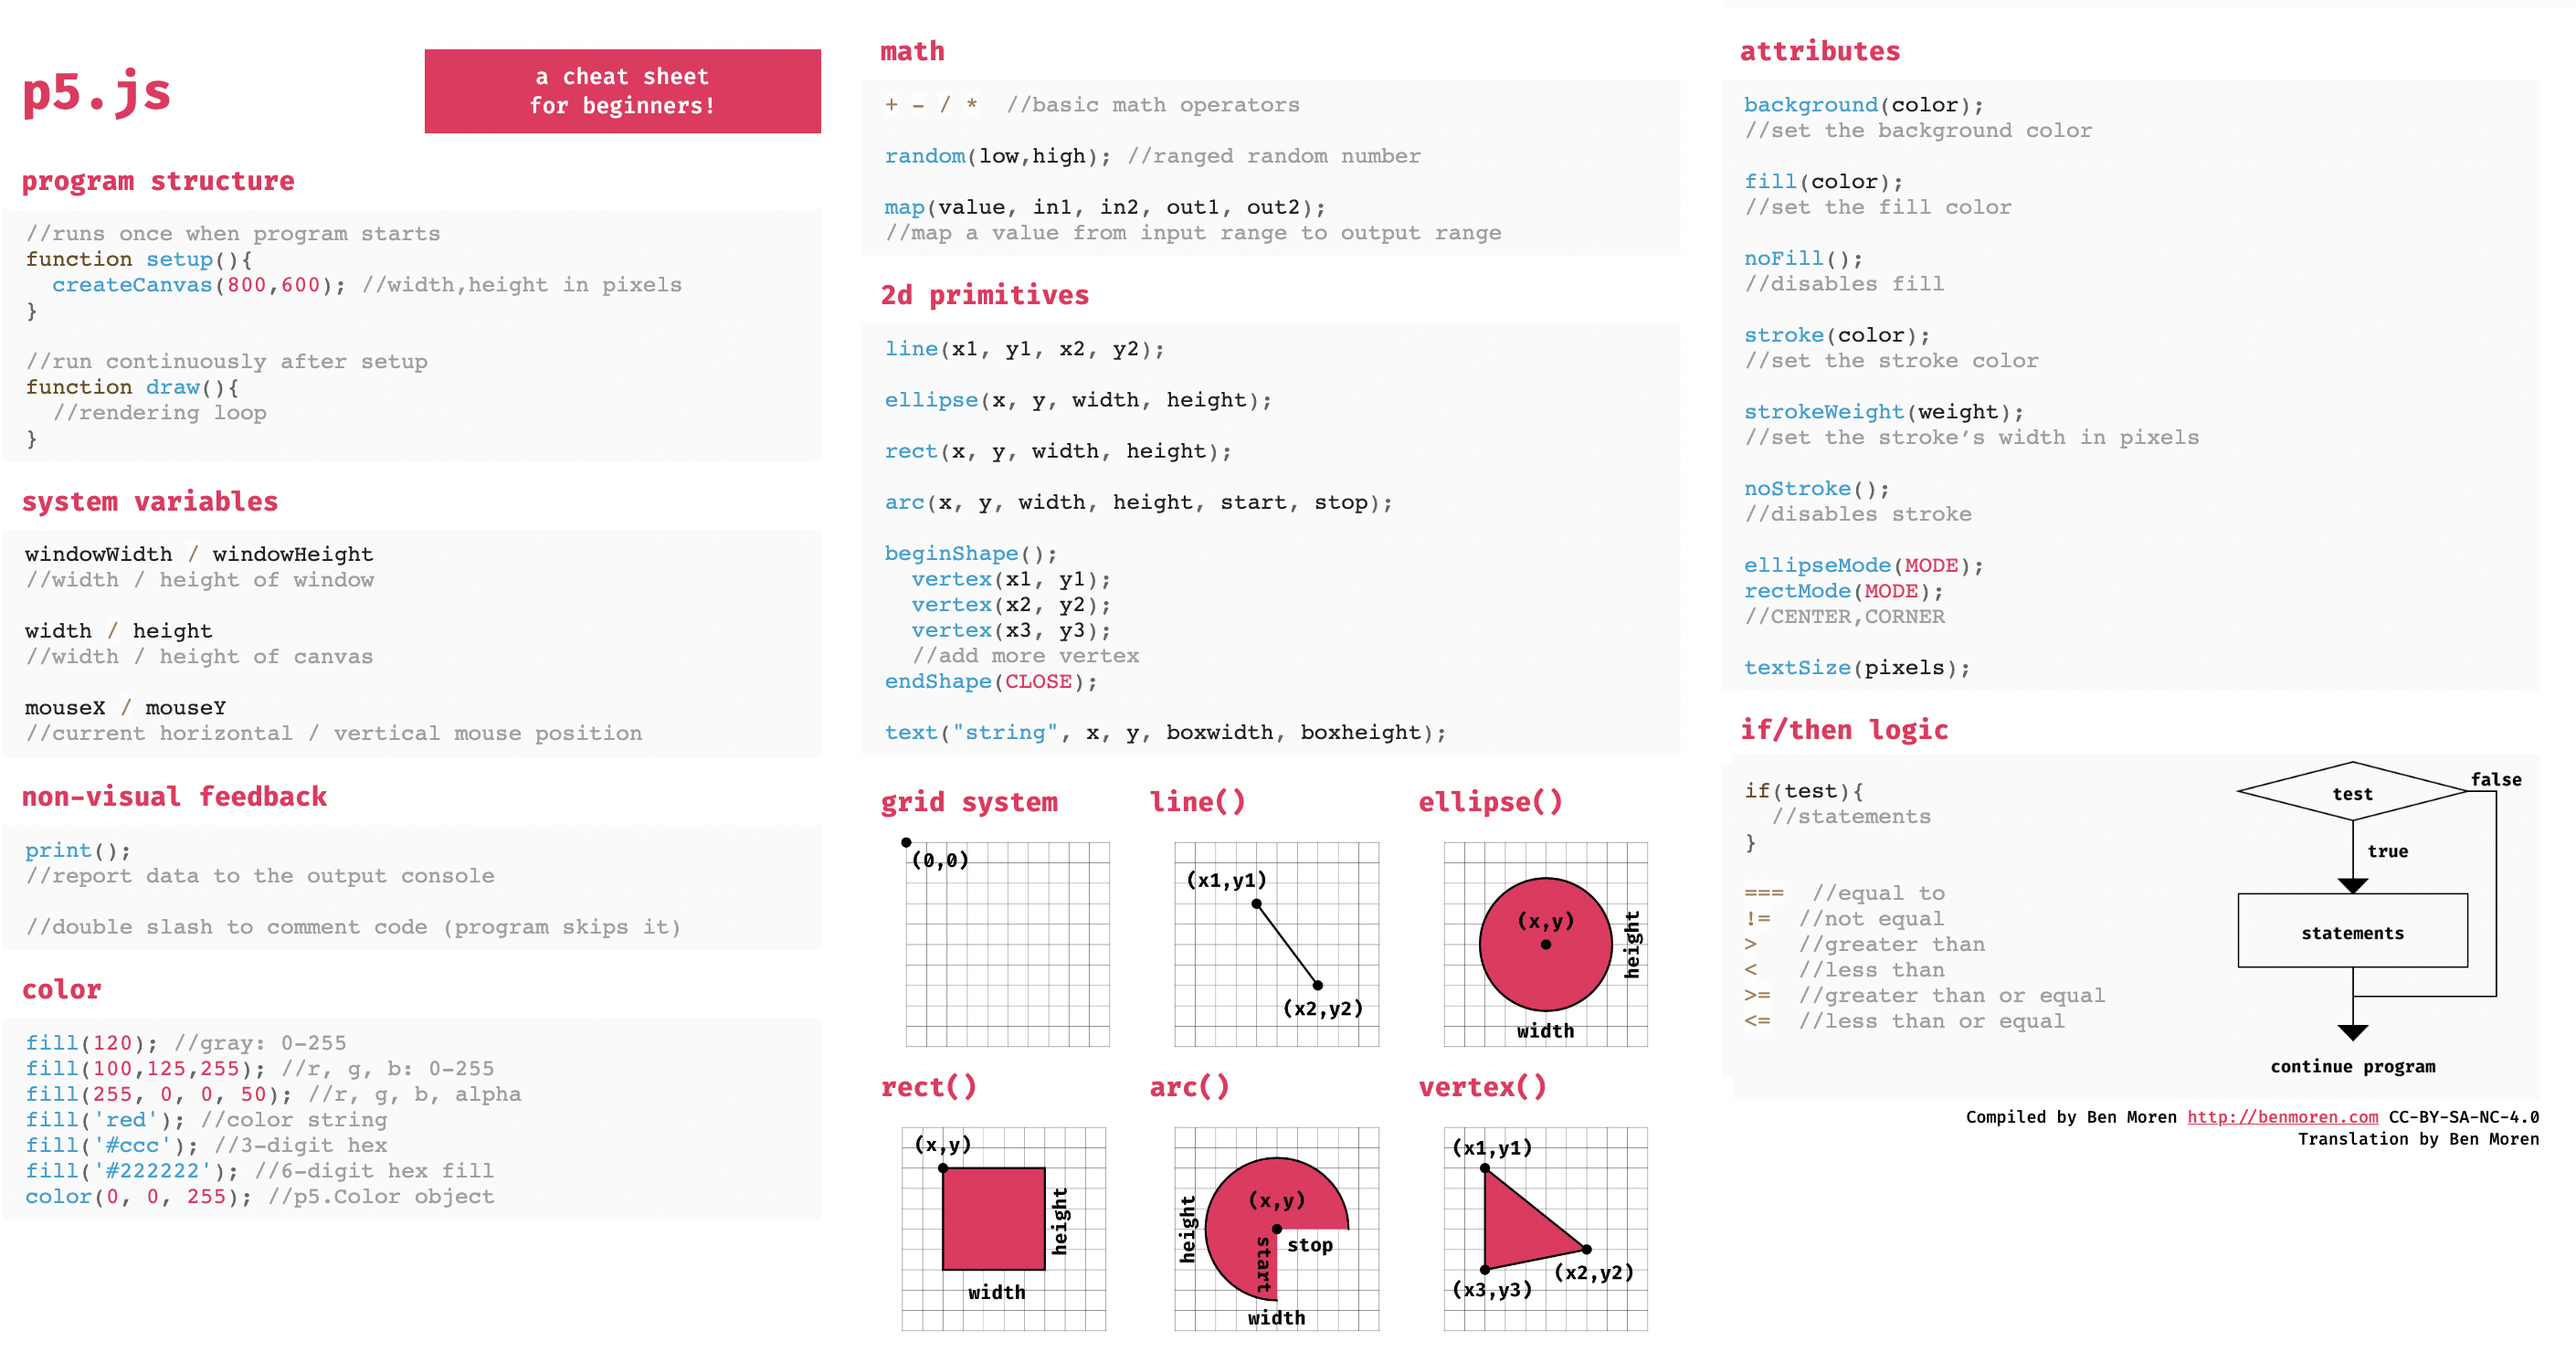 p5.js
a cheat sheet
for beginners!
program structure
//runs once when program starts
function setup(){
  createCanvas(800,600); //width,height in pixels
}
//run continuously after setup
function draw(){
  //rendering loop
}
system variables
windowWidth / windowHeight
//width / height of window
width / height
//width / height of canvas
mouseX / mouseY
//current horizontal / vertical mouse position
non-visual feedback
print();
//report data to the output console
//double slash to comment code (program skips it)
color
fill(120); //gray: 0-255
fill(100,125,255); //r, g, b: 0-255
fill(255, 0, 0, 50); //r, g, b, alpha
fill('red'); //color string
fill('#ccc'); //3-digit hex
fill('#222222'); //6-digit hex fill
color(0, 0, 255); //p5.Color object
math
+ - / *  //basic math operators
random(low,high); //ranged random number
map(value, in1, in2, out1, out2);
//map a value from input range to output range
2d primitives
line(x1, y1, x2, y2);
ellipse(x, y, width, height);
rect(x, y, width, height);
arc(x, y, width, height, start, stop);
beginShape();
  vertex(x1, y1);
  vertex(x2, y2);
  vertex(x3, y3);
  //add more vertex
endShape(CLOSE);
text("string", x, y, boxwidth, boxheight);
grid system
(0,0)
line()
(x1,y1)
(x2,y2)
ellipse()
(x,y)
height
width
rect()
(x,y)
height
width
arc()
(x,y)
height
start
stop
width
vertex()
(x1,y1)
(x2,y2)
(x3,y3)
attributes
background(color);
//set the background color
fill(color);
//set the fill color
noFill();
//disables fill
stroke(color);
//set the stroke color
strokeWeight(weight);
//set the stroke’s width in pixels
noStroke();
//disables stroke
ellipseMode(MODE);
rectMode(MODE);
//CENTER,CORNER
textSize(pixels);
if/then logic
if(test){
  //statements
}
===  //equal to
!=  //not equal
>   //greater than
<   //less than
>=  //greater than or equal
<=  //less than or equal
test
false
true
statements
continue program
Compiled by Ben Moren http://benmoren.com CC-BY-SA-NC-4.0
Translation by Ben Moren